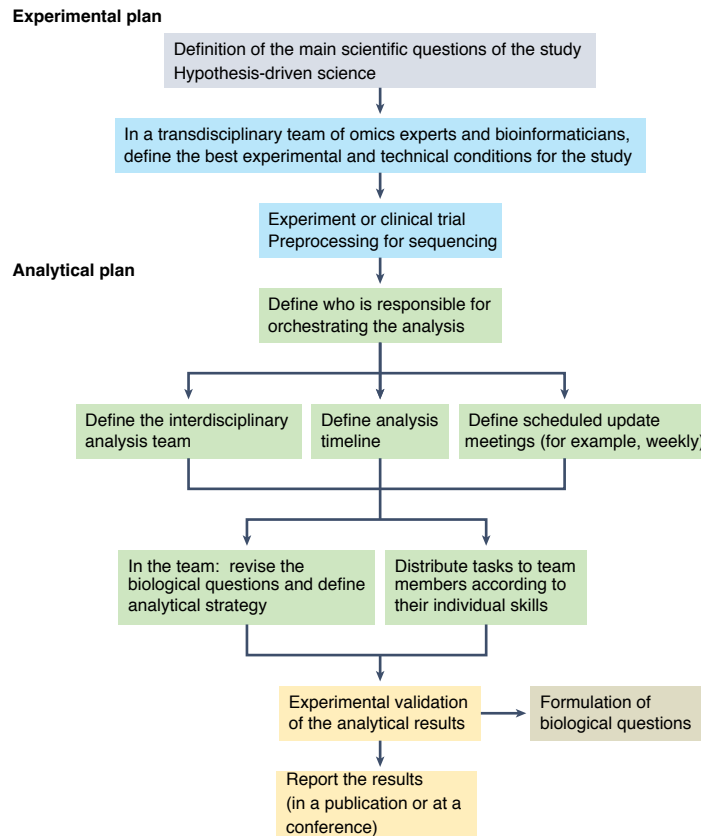 Experimental plan
Definition of the main scientific questions of the study
Hypothesis-driven science
In a transdisciplinary team of omics experts and bioinformaticians,
define the best experimental and technical conditions for the study
Experiment or clinical trial
Preprocessing for sequencing
Analytical plan
Define who is responsible for
orchestrating the analysis
Define the interdisciplinary
analysis team
Define analysis
timeline
Define scheduled update
meetings (for example, weekly)
In the team: revise the
biological questions and define
analytical strategy
Distribute tasks to team
members according to
their individual skills
Experimental validation
of the analytical results
Formulation of
biological questions
Report the results
(in a publication or at a
conference)